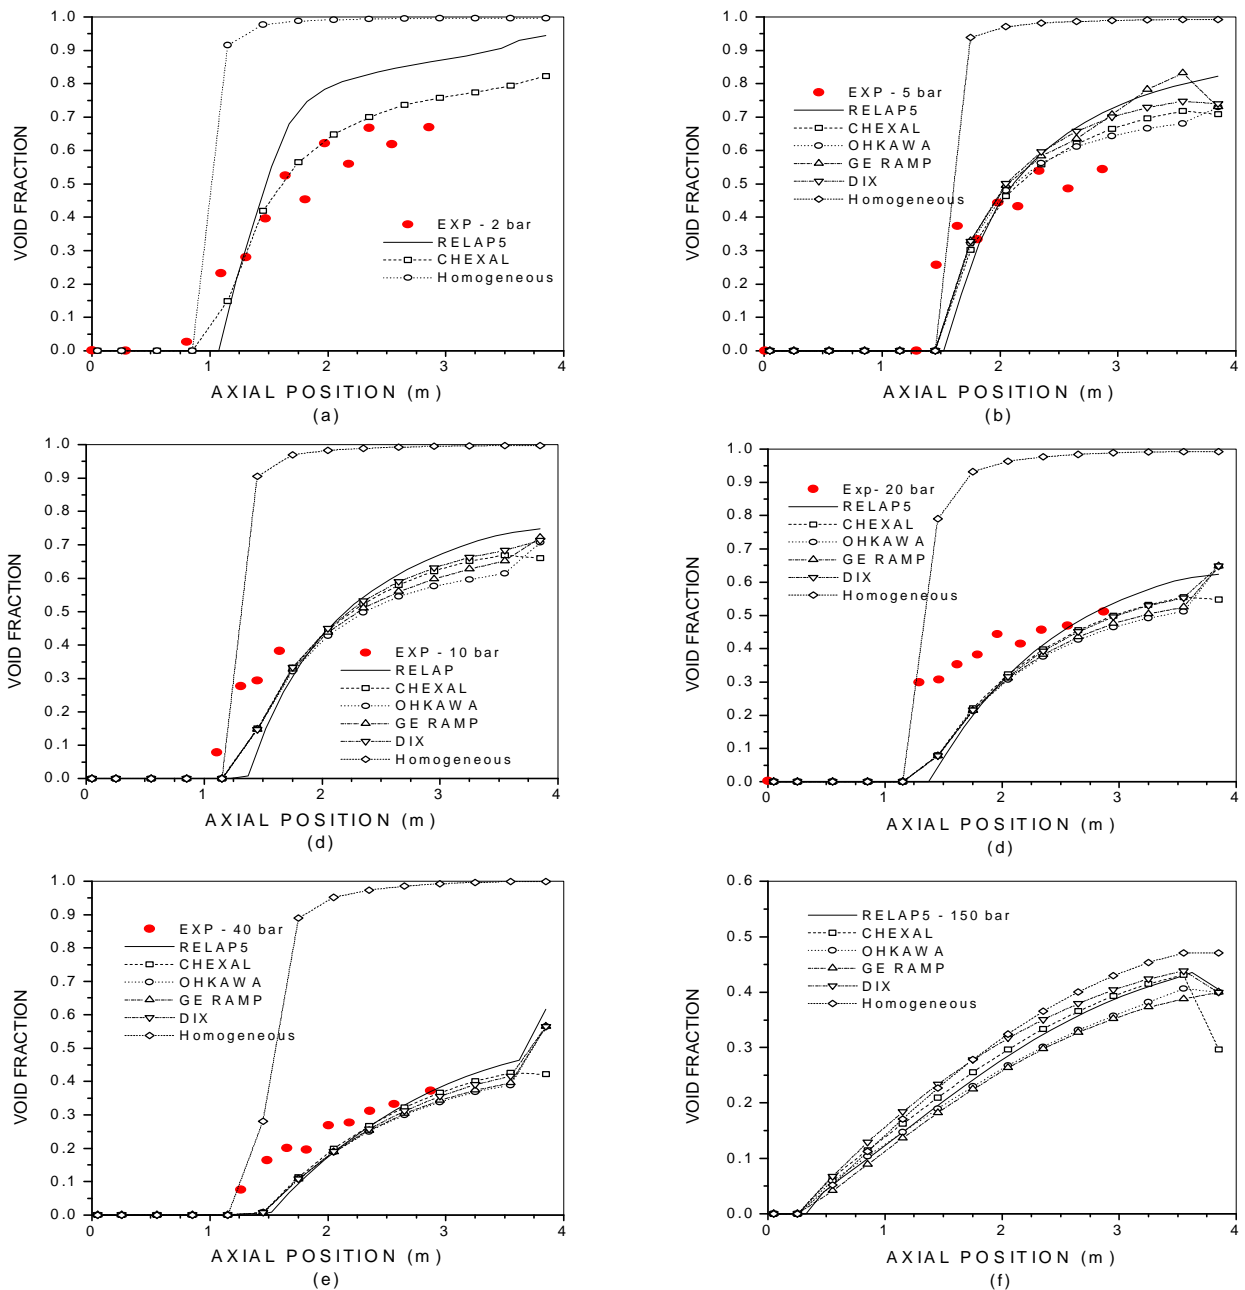 1.0
0.9
0.8
0.7
0.6
0.5
0.4
0.3
0.2
0.1
0.0
VOID FRACTION
EXP - 2 bar
RELAP5
CHEXAL
Homogeneous
0 1 2 3 4
AXIAL POSITION (m)
(a)
1.0
0.9
0.8
0.7
0.6
0.5
0.4
0.3
0.2
0.1
0.0
VOID FRACTION
EXP - 5 bar
RELAP5
CHEXAL
OHKAWA
GE RAMP
DIX
Homogeneous
0 1 2 3 4
AXIAL POSITION (m)
(b)
1.0
0.9
0.8
0.7
0.6
0.5
0.4
0.3
0.2
0.1
0.0
VOID FRACTION
EXP - 10 bar
RELAP
CHEXAL
OHKAWA
GE RAMP
DIX
Homogeneous
0 1 2 3 4
AXIAL POSITION (m)
(d)
1.0
0.9
0.8
0.7
0.6
0.5
0.4
0.3
0.2
0.1
0.0
VOID FRACTION
Exp- 20 bar
RELAP5
CHEXAL
OHKAWA
GE RAMP
DIX
Homogeneous
0 1 2 3 4
AXIAL POSITION (m)
(d)
1.0
0.9
0.8
0.7
0.6
0.5
0.4
0.3
0.2
0.1
0.0
VOID FRACTION
EXP - 40 bar
RELAP5
CHEXAL
OHKAWA
GE RAMP
DIX
Homogeneous
0 1 2 3 4
AXIAL POSITION (m)
(e)
0.6
0.5
0.4
0.3
0.2
0.1
0.0
VOID FRACTION
RELAP5 - 150 bar
CHEXAL
OHKAWA
GE RAMP
DIX
Homogeneous
0 1 2 3 4
AXIAL POSITION (m)
(f)